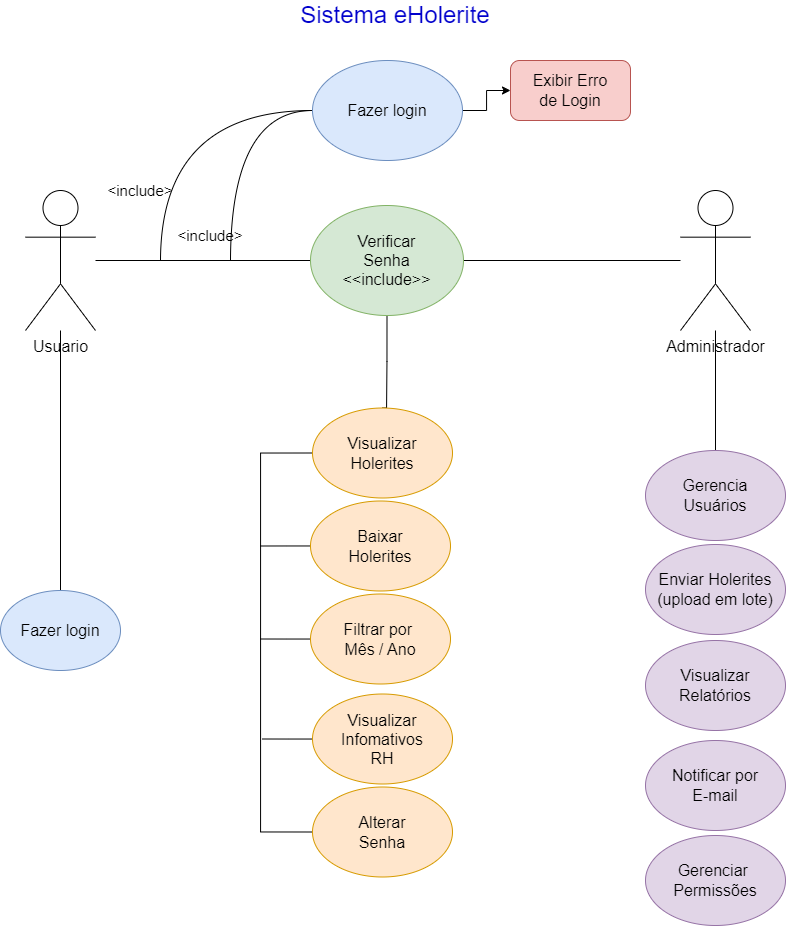 Sistema eHolerite
Fazer login
Exibir Erro
de Login
<include>
<include>
Verificar
Senha
<<include>>
Usuario
Administrador
Visualizar
Holerites
Baixar
Holerites
Filtrar por
Mês / Ano
Visualizar
Infomativos
RH
Alterar
Senha
Fazer login
Gerencia
Usuários
Enviar Holerites
(upload em lote)
Visualizar
Relatórios
Notificar por
E-mail
Gerenciar
Permissões